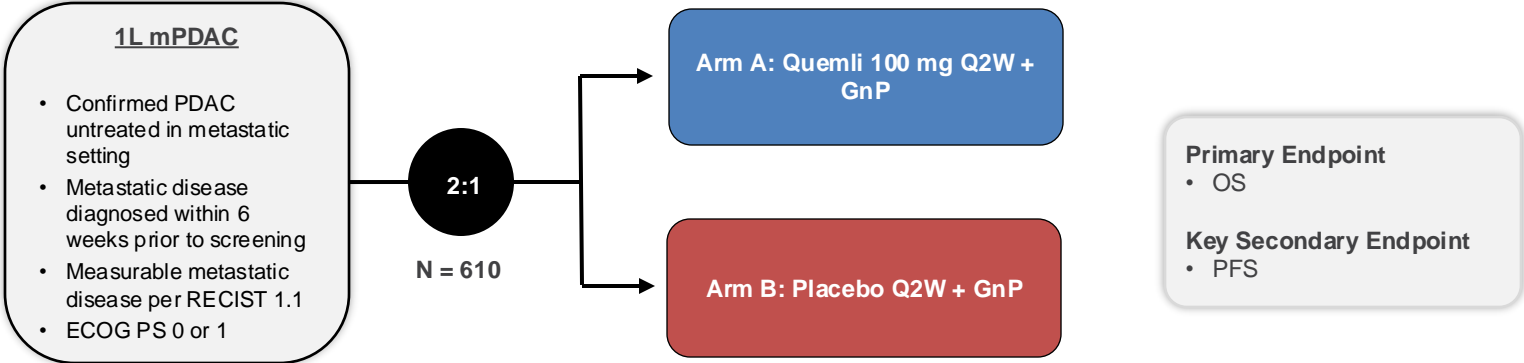 1L mPDAC
• Confirmed PDAC
untreated in metastatic
setting
• Metastatic disease
diagnosed within 6
weeks prior to screening
• Measurable metastatic
disease per RECIST 1.1
• ECOG PS 0 or 1
2:1
N = 610
Arm A: Quemli 100 mg Q2W +
GnP
Arm B: Placebo Q2W + GnP
Primary Endpoint
• OS
Key Secondary Endpoint
• PFS